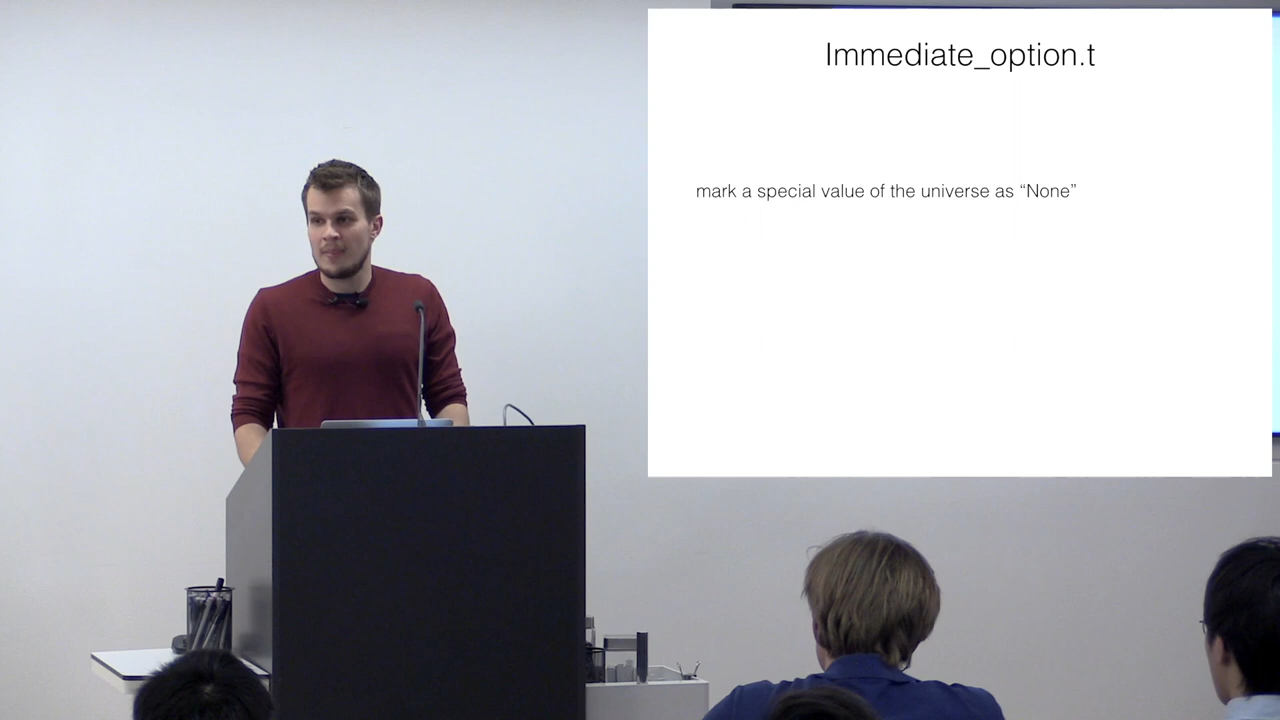 Immediate_option.t
mark a special value of the universe as “None”